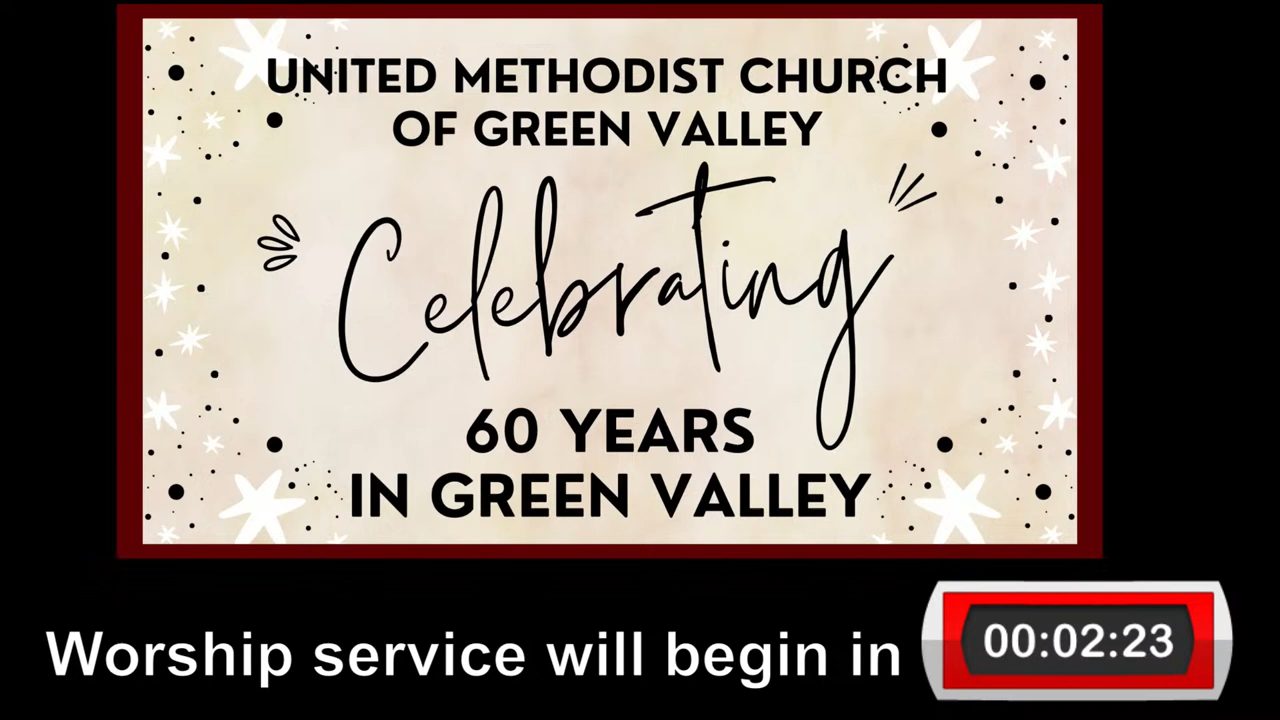 UNITED METHODIST CHURCH
OF GREEN VALLEY
Celebrating
60 YEARS
IN GREEN VALLEY
Worship service will begin in 00:02:23